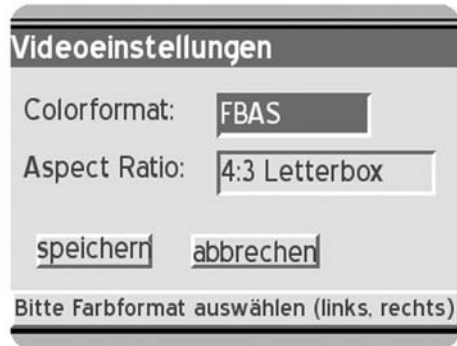 Videoeinstellungen
Colorformat: FBAS
Aspect Ratio: 4:3 Letterbox
speichern abbrechen
Bitte Farbformat auswählen (links, rechts)